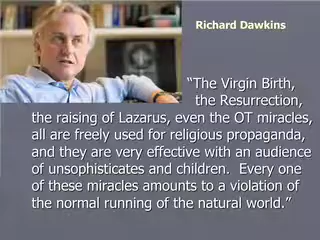 Richard Dawkins
“The Virgin Birth,
the Resurrection,
the raising of Lazarus, even the OT miracles,
all are freely used for religious propaganda,
and they are very effective with an audience
of unsophisticates and children.  Every one
of these miracles amounts to a violation of
the normal running of the natural world.”